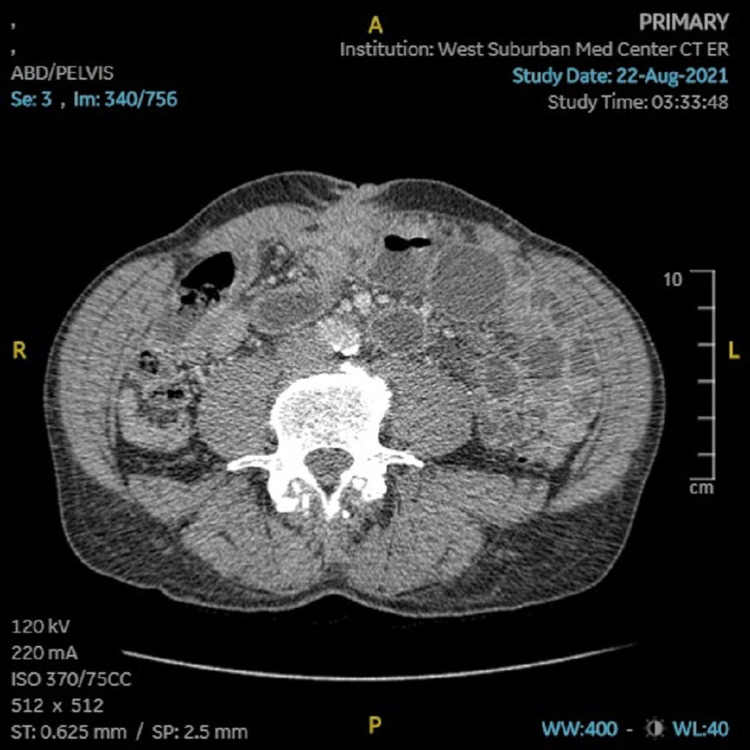 ,
,
ABD/PELVIS
Se: 3 , Im: 340/756
A
PRIMARY
Institution: West Suburban Med Center CT ER
Study Date: 22-Aug-2021
Study Time: 03:33:48
10
R
L
cm
120 kV
220 mA
ISO 370/75CC
512 x 512
ST: 0.625 mm / SP: 2.5 mm
P
WW:400 - WL:40